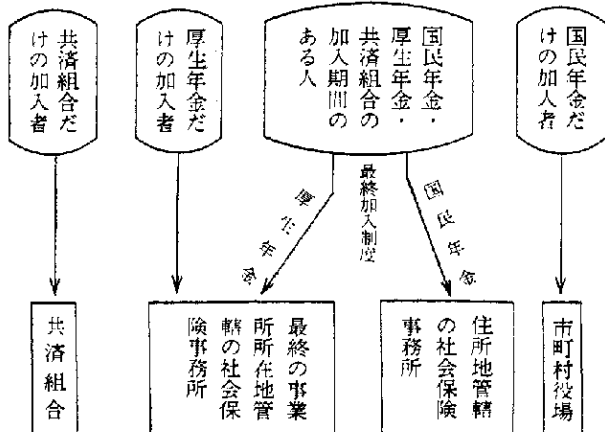 国民年金だ
けの加入者
国民年金・
厚生年金・
共済組合の
加入期間の
ある人
厚生年金だ
けの加入者
共済組合だ
けの加入者
最終加入制度
国民年金
厚生年金
市町村役場
住所地管轄
の社会保険
事務所
最終の事業
所所在地管
轄の社会保
険事務所
共済組合